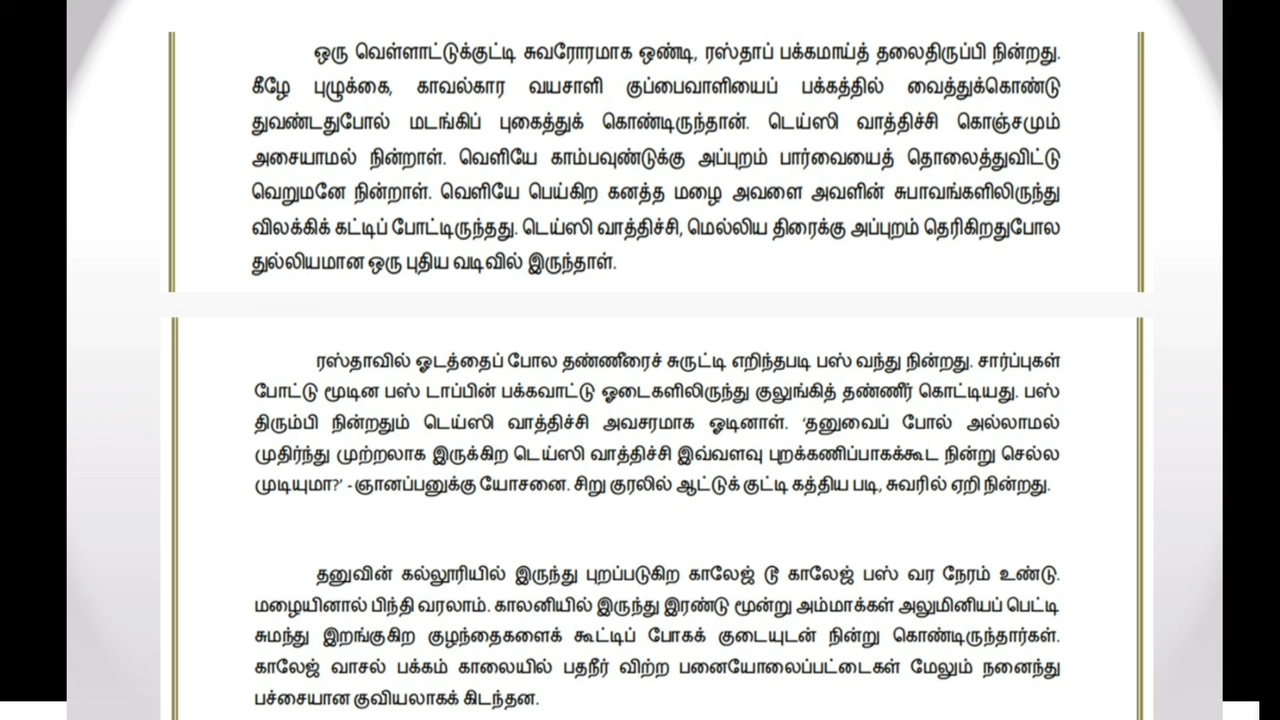 ஒரு வெள்ளாட்டுக்குட்டி சுவரோரமாக ஒண்டி, ரஸ்தாப் பக்கமாய்த் தலைதிருப்பி நின்றது.
கீழே புழுக்கை, காவல்கார வயசாளி குப்பைவாளியைப் பக்கத்தில் வைத்துக்கொண்டு
துவண்டதுபோல் மடங்கிப் புகைத்துக் கொண்டிருந்தான். டெய்ஸி வாத்திச்சி கொஞ்சமும்
அசையாமல் நின்றாள். வெளியே காம்பவுண்டுக்கு அப்புறம் பார்வையைத் தொலைத்துவிட்டு
வெறுமனே நின்றாள். வெளியே பெய்கிற கனத்த மழை அவளை அவளின் சுபாவங்களிலிருந்து
விலக்கிக் கட்டிப் போட்டிருந்தது. டெய்ஸி வாத்திச்சி, மெல்லிய திரைக்கு அப்புறம் தெரிகிறதுபோல
துல்லியமான ஒரு புதிய வடிவில் இருந்தாள்.
ரஸ்தாவில் ஓடத்தைப் போல தண்ணீரைச் சுருட்டி எறிந்தபடி பஸ் வந்து நின்றது. சார்ப்புகள்
போட்டு மூடின பஸ் டாப்பின் பக்கவாட்டு ஓடைகளிலிருந்து குலுங்கித் தண்ணீர் கொட்டியது. பஸ்
திரும்பி நின்றதும் டெய்ஸி வாத்திச்சி அவசரமாக ஓடினாள். ‘தனுவைப் போல் அல்லாமல்
முதிர்ந்து முற்றலாக இருக்கிற டெய்ஸி வாத்திச்சி இவ்வளவு புறக்கணிப்பாகக்கூட நின்று செல்ல
முடியுமா?’ -ஞானப்பனுக்கு யோசனை. சிறு குரலில் ஆட்டுக் குட்டி கத்திய படி, சுவரில் ஏறி நின்றது.
தனுவின் கல்லூரியில் இருந்து புறப்படுகிற காலேஜ் டூ காலேஜ் பஸ் வர நேரம் உண்டு.
மழையினால் பிந்தி வரலாம். காலனியில் இருந்து இரண்டு மூன்று அம்மாக்கள் அலுமினியப் பெட்டி
சுமந்து இறங்குகிற குழந்தைகளைக் கூட்டிப் போகக் குடையுடன் நின்று கொண்டிருந்தார்கள்.
காலேஜ் வாசல் பக்கம் காலையில் பதநீர் விற்ற பனையோலைப்பட்டைகள் மேலும் நனைந்து
பச்சையான குவியலாகக் கிடந்தன.